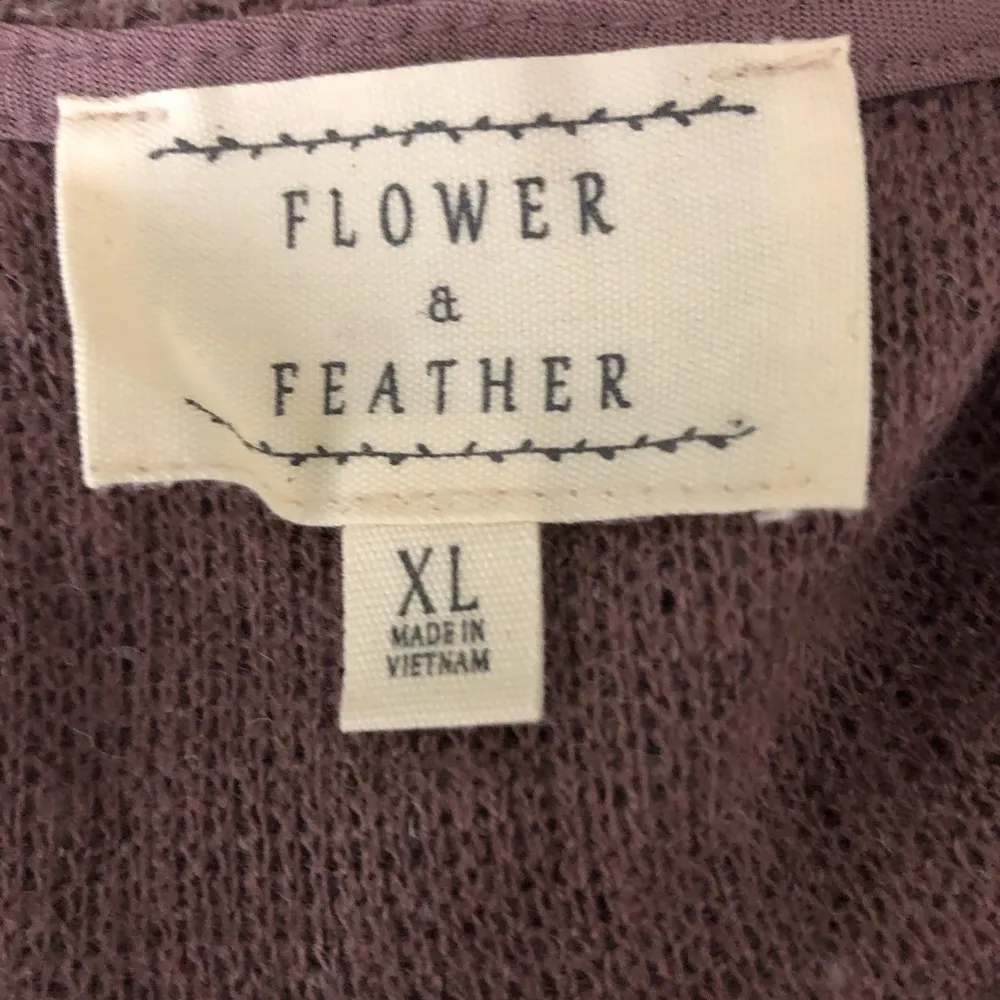 FLOWER
&
FEATHER
XL
MADE IN
VIETNAM